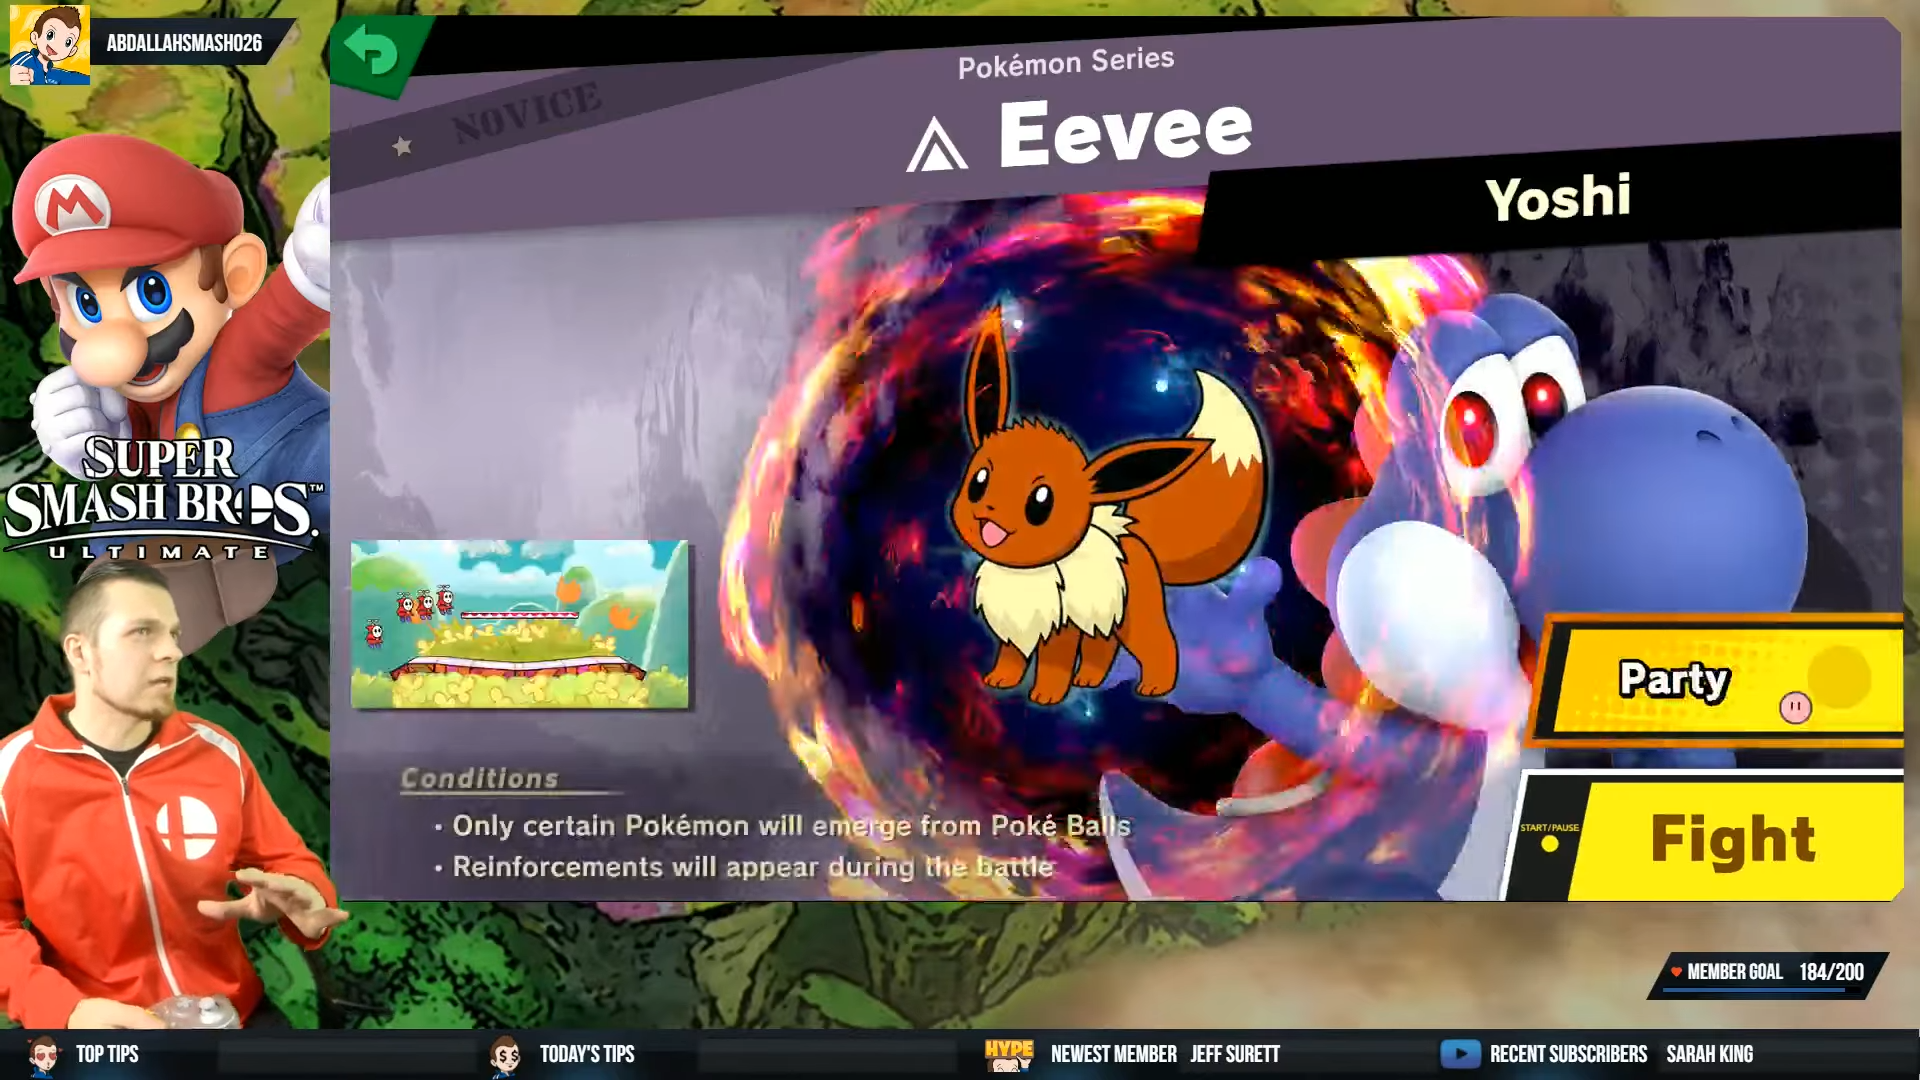 ABDALLAHSMASH026
Pokémon Series
NOVICE
Eevee
Yoshi
M
SUPER
SMASH BROS.™
ULTIMATE
Party
Conditions
· Only certain Pokémon will emerge from Poké Balls
· Reinforcements will appear during the battle
START/PAUSE
Fight
MEMBER GOAL 184/200
TOP TIPS
TODAY'S TIPS
HYPE
NEWEST MEMBER JEFF SURETT
RECENT SUBSCRIBERS SARAH KING